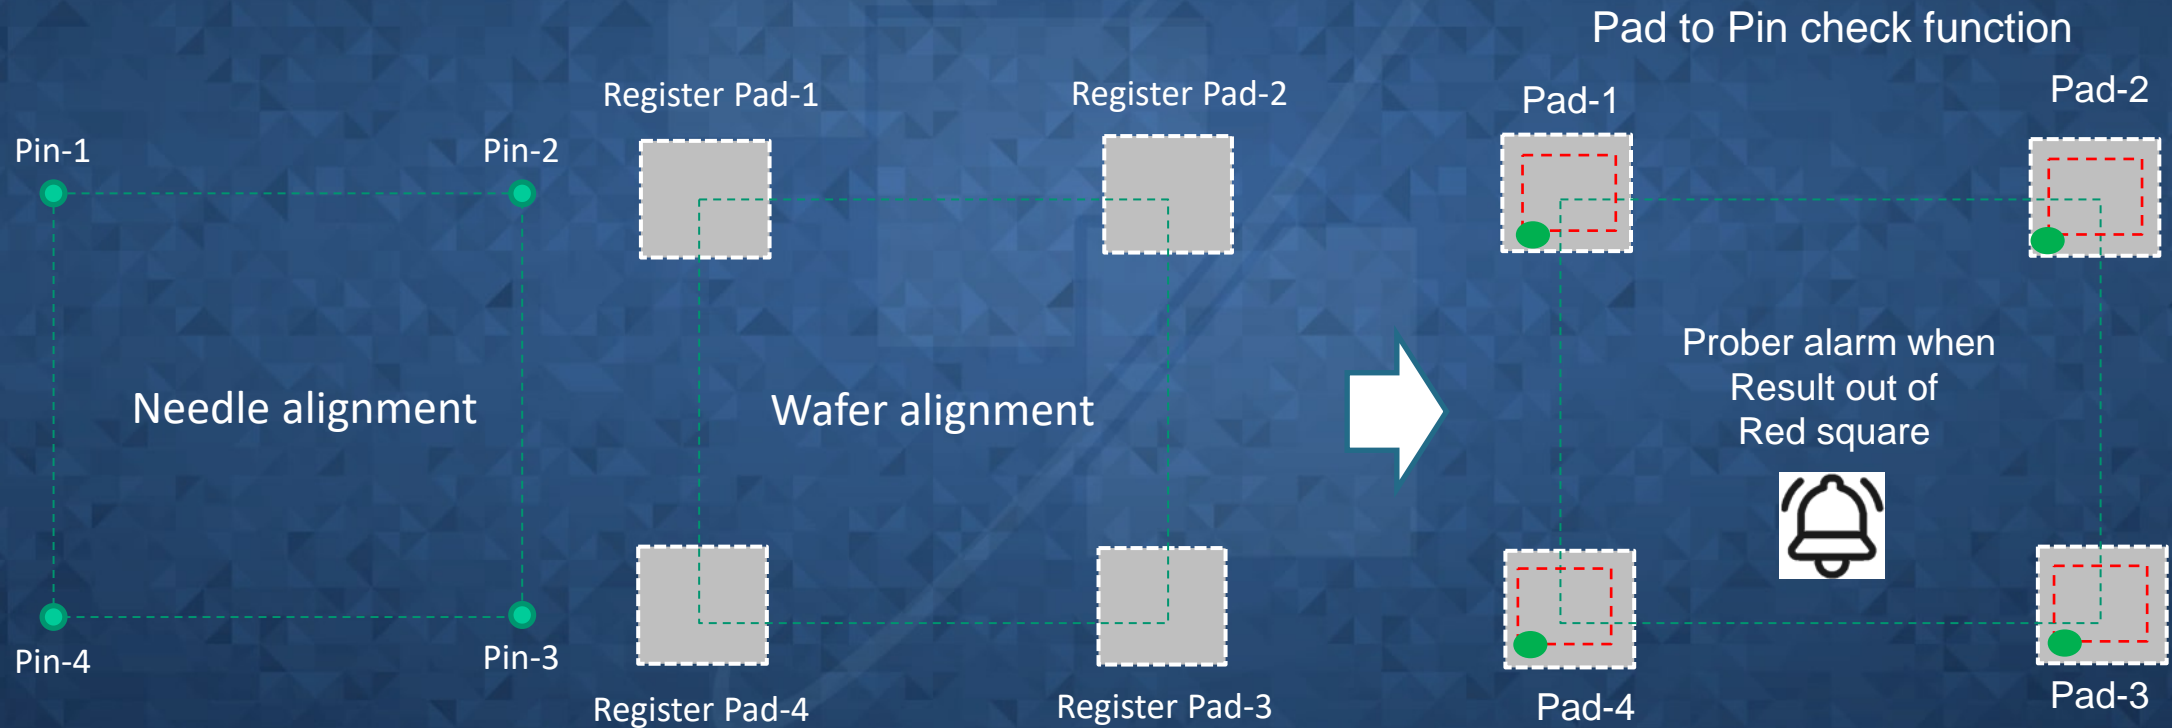 Pad to Pin check function
Pin-1
Pin-2
Needle alignment
Pin-4
Pin-3
Register Pad-1
Register Pad-2
Wafer alignment
Register Pad-4
Register Pad-3
Pad-1
Pad-2
Prober alarm when
Result out of
Red square
Pad-4
Pad-3